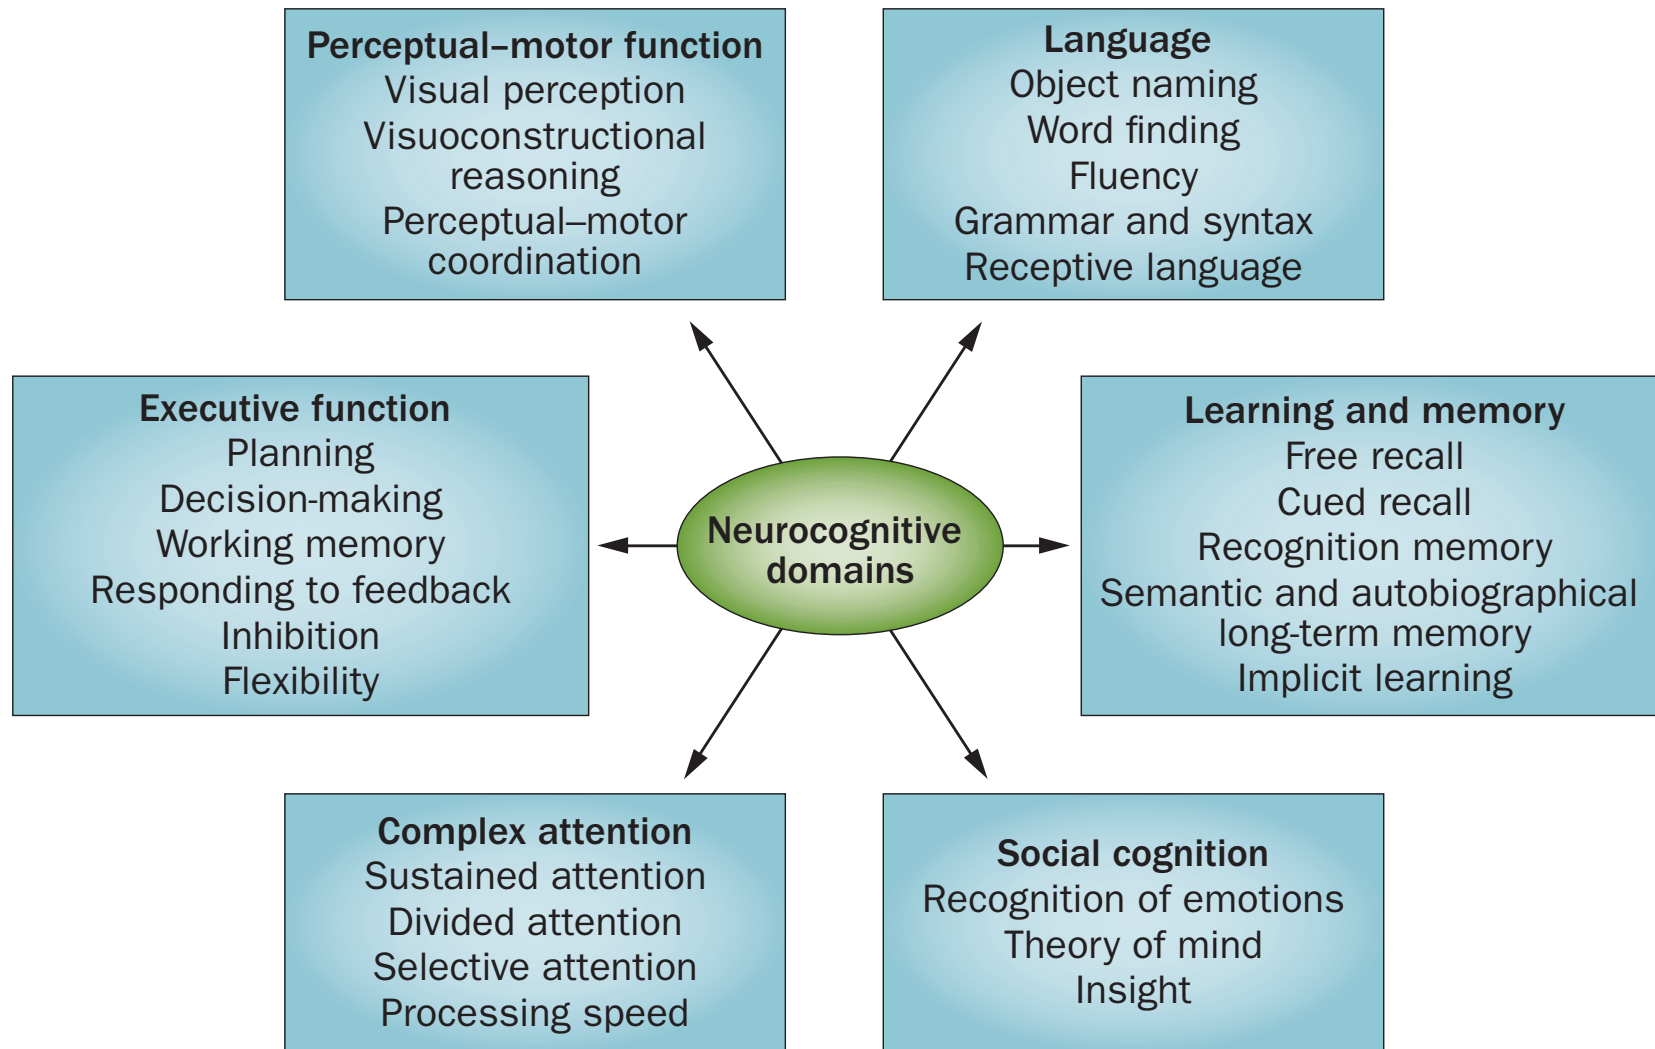 Perceptual–motor function
Visual perception
Visuoconstructional
reasoning
Perceptual–motor
coordination
Language
Object naming
Word finding
Fluency
Grammar and syntax
Receptive language
Executive function
Planning
Decision-making
Working memory
Responding to feedback
Inhibition
Flexibility
Neurocognitive
domains
Learning and memory
Free recall
Cued recall
Recognition memory
Semantic and autobiographical
long-term memory
Implicit learning
Complex attention
Sustained attention
Divided attention
Selective attention
Processing speed
Social cognition
Recognition of emotions
Theory of mind
Insight